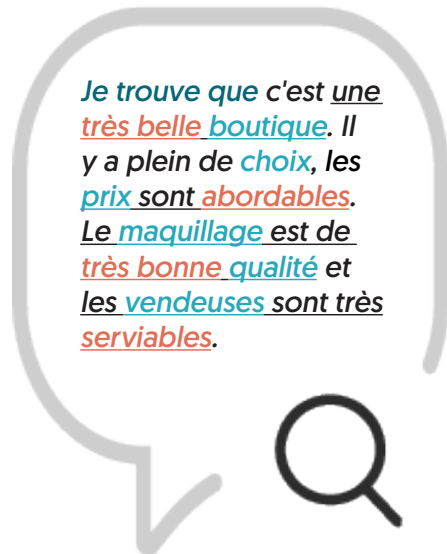 Je trouve que c'est une
très belle boutique. Il
y a plein de choix, les
prix sont abordables.
Le maquillage est de
très bonne qualité et
les vendeuses sont très
serviables.